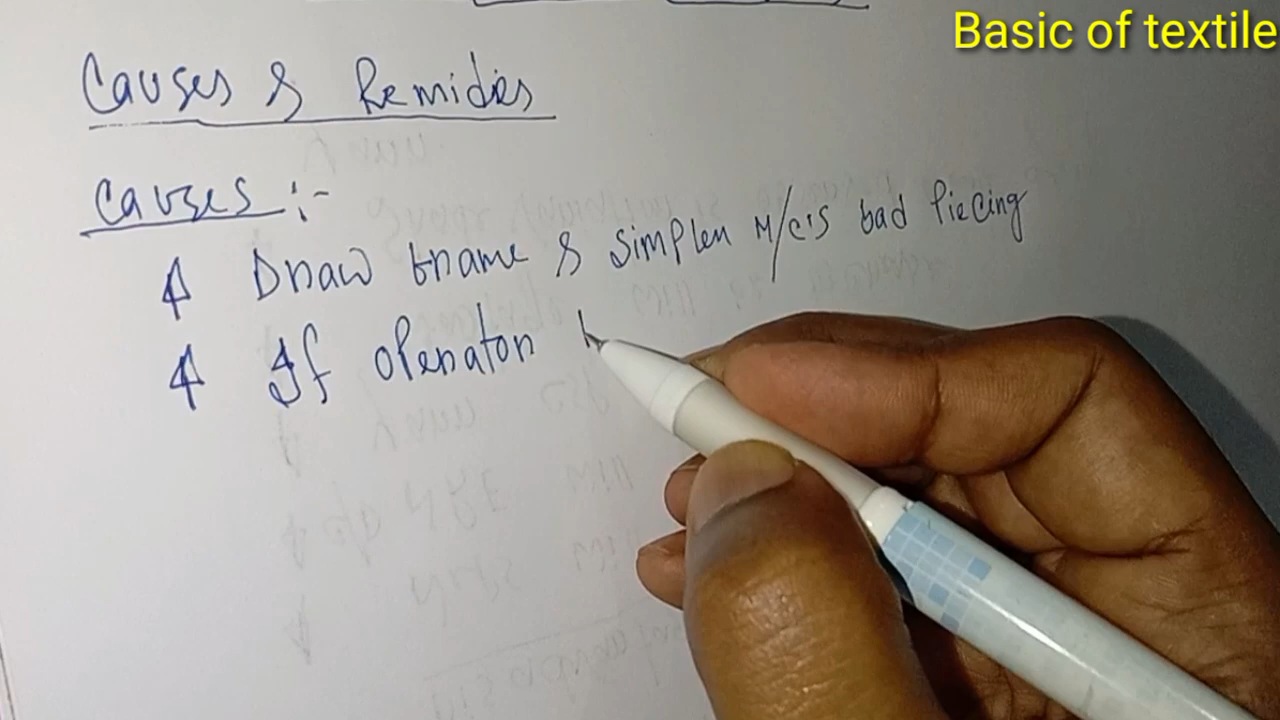 Basic of textile
Causes & Remidies
Causes :-
Draw frame & Simplex M/C'S bad Piecing
If operator